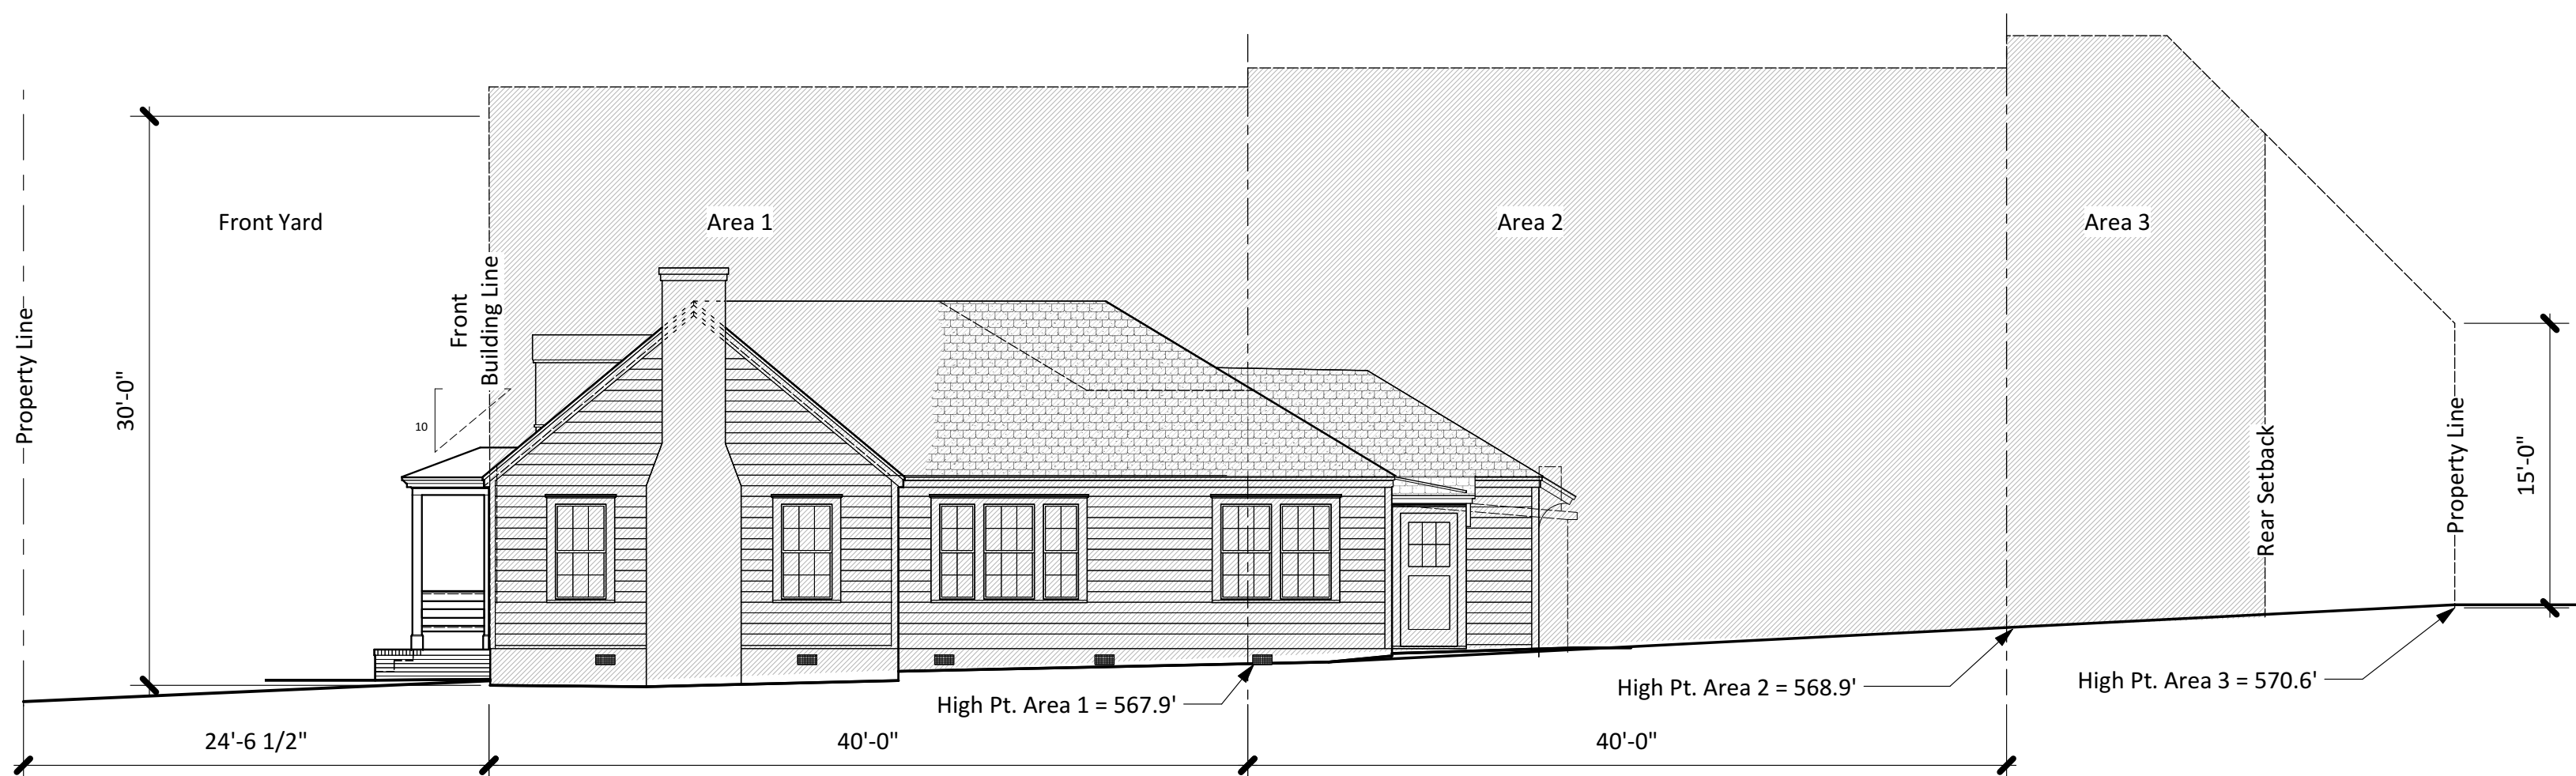 Front Yard
Area 1
Area 2
Area 3
Property Line
30'-0"
Front
Building Line
10
Rear Setback
Property Line
15'-0"
High Pt. Area 1 = 567.9'
High Pt. Area 2 = 568.9'
High Pt. Area 3 = 570.6'
24'-6 1/2"
40'-0"
40'-0"